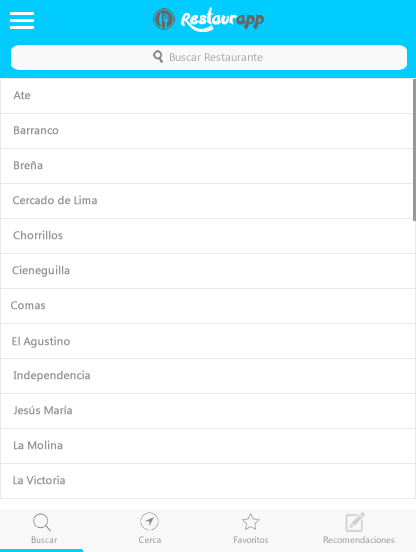 Restaurapp
Buscar Restaurante
Ate
Barranco
Breña
Cercado de Lima
Chorrillos
Cieneguilla
Comas
El Agustino
Independencia
Jesús María
La Molina
La Victoria
Buscar
Cerca
Favoritos
Recomendaciones